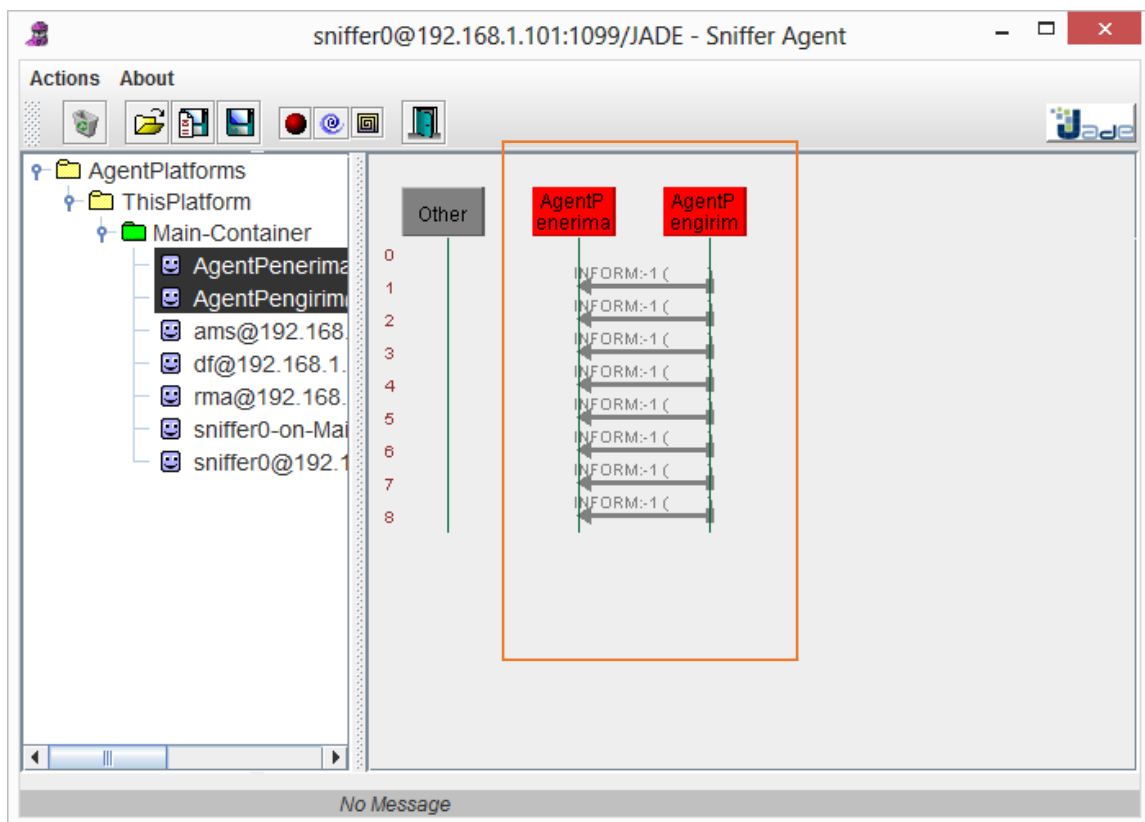 sniffer0@192.168.1.101:1099/JADE - Sniffer Agent
Actions About
Jade
AgentPlatforms
ThisPlatform
Main-Container
AgentPenerima
AgentPengirim
ams@192.168.
df@192.168.1.
rma@192.168.
sniffer0-on-Mai
sniffer0@192.1
Other
AgentP
enerima
AgentP
engirim
0
INFORM:-1 (
1
INFORM:-1 (
2
INFORM:-1 (
3
INFORM:-1 (
4
INFORM:-1 (
5
INFORM:-1 (
6
INFORM:-1 (
7
INFORM:-1 (
8
No Message